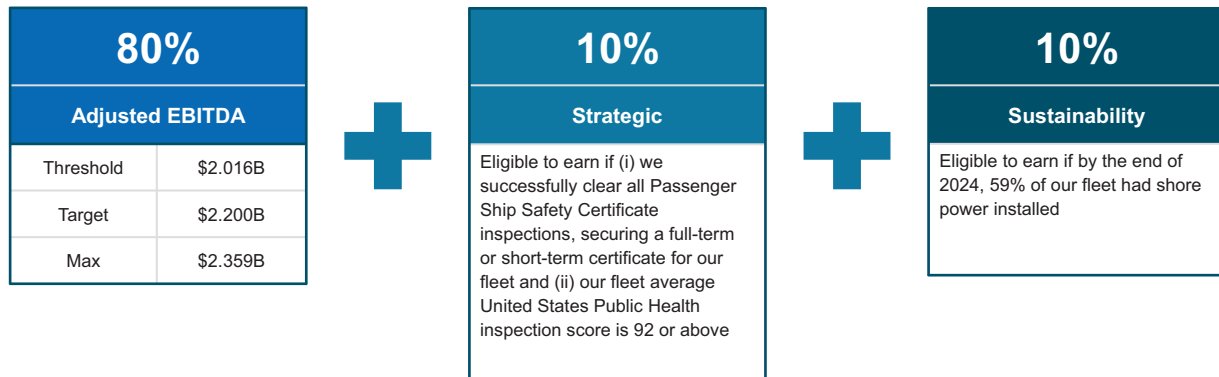 80%
Adjusted EBITDA
Threshold $2.016B
Target $2.200B
Max $2.359B
10%
Strategic
Eligible to earn if (i) we
successfully clear all Passenger
Ship Safety Certificate
inspections, securing a full-term
or short-term certificate for our
fleet and (ii) our fleet average
United States Public Health
inspection score is 92 or above
10%
Sustainability
Eligible to earn if by the end of
2024, 59% of our fleet had shore
power installed